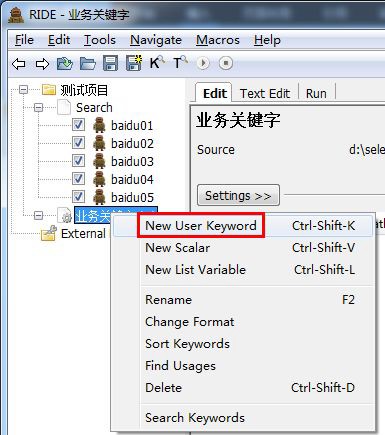 RIDE - 业务关键字
File Edit Tools Navigate Macros Help
K T
测试项目
Search
baidu01
baidu02
baidu03
baidu04
baidu05
业务关键字
External
Edit Text Edit Run
业务关键字
Source d:\sele
Settings >>
New User Keyword Ctrl-Shift-K
New Scalar Ctrl-Shift-V
New List Variable Ctrl-Shift-L
Rename F2
Change Format
Sort Keywords
Find Usages
Delete Ctrl-Shift-D
Search Keywords